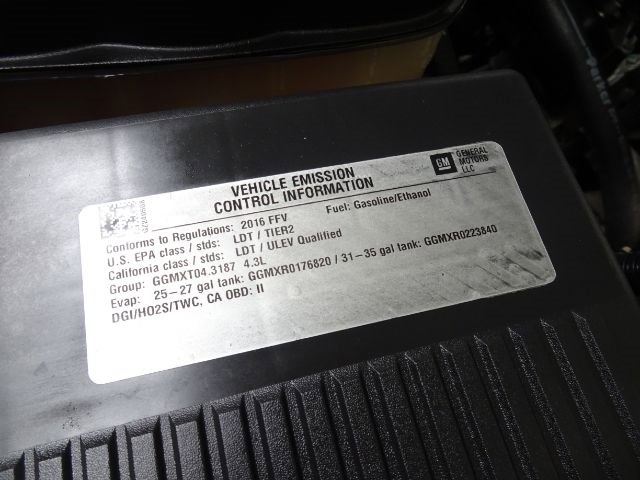 VEHICLE EMISSION
CONTROL INFORMATION
GM
GENERAL
MOTORS
LLC
Conforms to Regulations: 2016 FFV Fuel: Gasoline/Ethanol
U.S. EPA class / stds: LDT / TIER2
California class / stds: LDT / ULEV Qualified
Group: GGMXT04.3187 4.3L
Evap: 25-27 gal tank: GGMXR0176820 / 31-35 gal tank: GGMXR0223840
DGI/HO2S/TWC, CA OBD: II